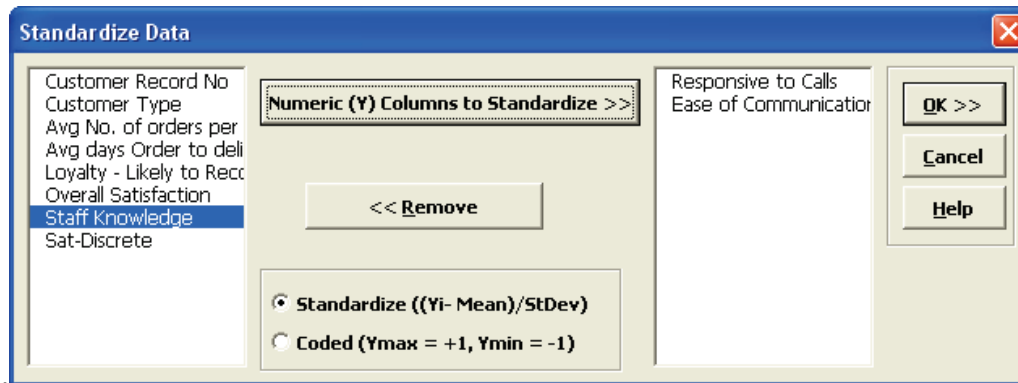 Standardize Data
Customer Record No
Customer Type
Avg No. of orders per
Avg days Order to deli
Loyalty - Likely to Reco
Overall Satisfaction
Staff Knowledge
Sat-Discrete
Numeric (Y) Columns to Standardize >>
<< Remove
Standardize ((Yi- Mean)/StDev)
Coded (Ymax = +1, Ymin = -1)
Responsive to Calls
Ease of Communication
OK >>
Cancel
Help